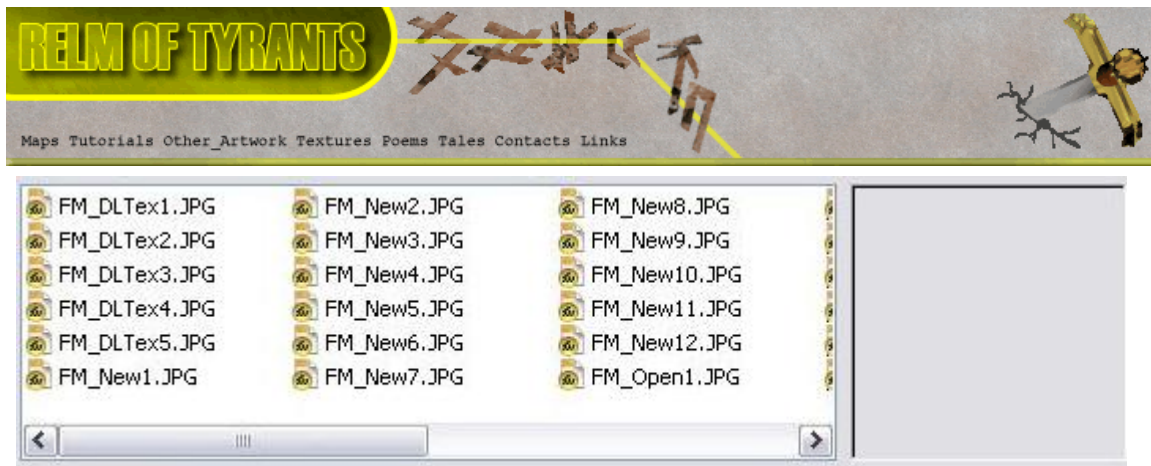 RELM OF TYRANTS
Maps Tutorials Other_Artwork Textures Poems Tales Contacts Links
FM_DLTex1.JPG
FM_DLTex2.JPG
FM_DLTex3.JPG
FM_DLTex4.JPG
FM_DLTex5.JPG
FM_New1.JPG
FM_New2.JPG
FM_New3.JPG
FM_New4.JPG
FM_New5.JPG
FM_New6.JPG
FM_New7.JPG
FM_New8.JPG
FM_New9.JPG
FM_New10.JPG
FM_New11.JPG
FM_New12.JPG
FM_Open1.JPG